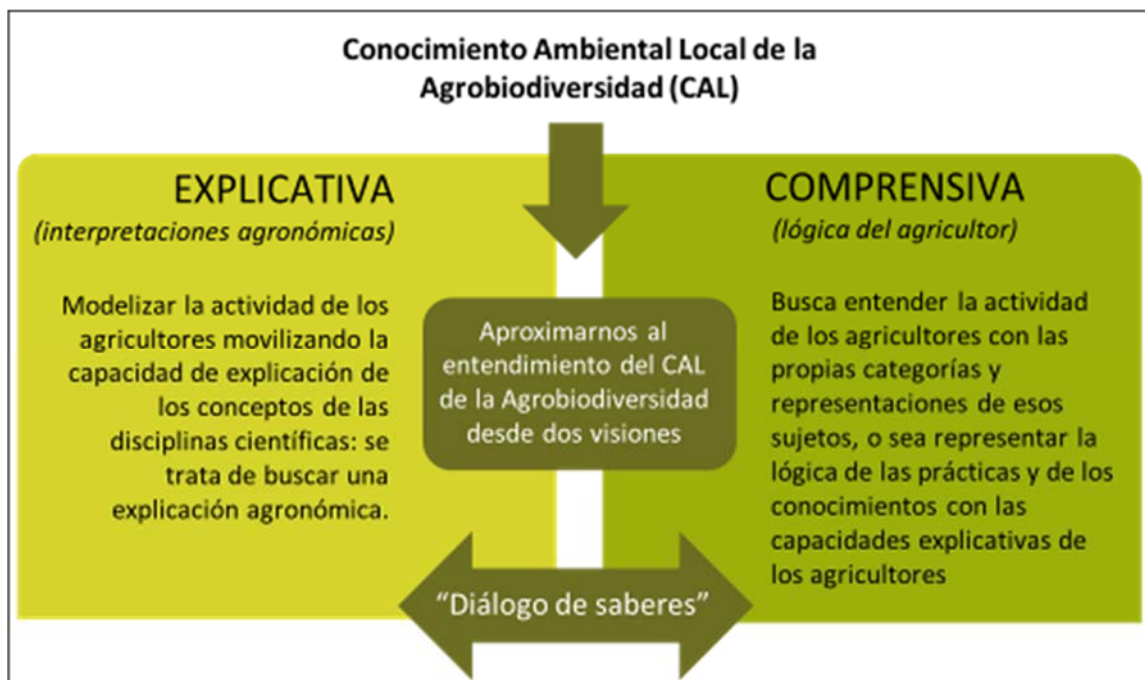 Conocimiento Ambiental Local de la
Agrobiodiversidad (CAL)
EXPLICATIVA
(interpretaciones agronómicas)
Modelizar la actividad de los
agricultores movilizando la
capacidad de explicación de
los conceptos de las
disciplinas científicas: se
trata de buscar una
explicación agronómica.
Aproximarnos al
entendimiento del CAL
de la Agrobiodiversidad
desde dos visiones
COMPRENSIVA
(lógica del agricultor)
Busca entender la actividad
de los agricultores con las
propias categorías y
representaciones de esos
sujetos, o sea representar la
lógica de las prácticas y de los
conocimientos con las
capacidades explicativas de
los agricultores
“Diálogo de saberes”